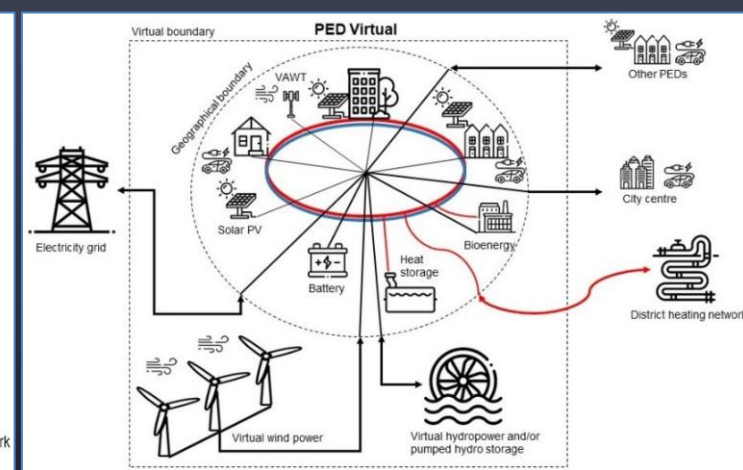 PED Virtual
Virtual boundary
Geographical boundary
VAWT
Other PEDs
City centre
Electricity grid
Solar PV
Battery
Heat
storage
Bioenergy
District heating network
Virtual wind power
Virtual hydropower and/or
pumped hydro storage